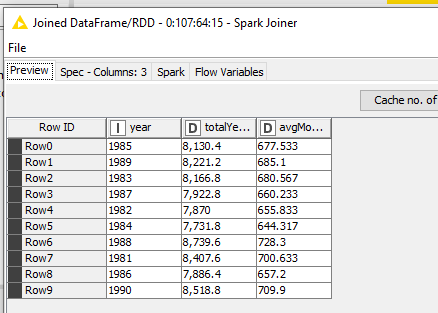 Joined DataFrame/RDD - 0:107:64:15 - Spark Joiner
File
Preview Spec - Columns: 3 Spark Flow Variables
Cache no. of
Row ID I year D totalYe... D avgMo...
Row0 1985 8,130.4 677.533
Row1 1989 8,221.2 685.1
Row2 1983 8,166.8 680.567
Row3 1987 7,922.8 660.233
Row4 1982 7,870 655.833
Row5 1984 7,731.8 644.317
Row6 1988 8,739.6 728.3
Row7 1981 8,407.6 700.633
Row8 1986 7,886.4 657.2
Row9 1990 8,518.8 709.9